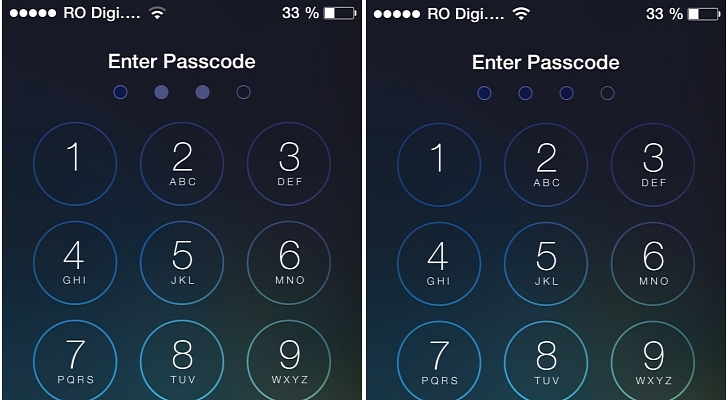 RO Digi.... 33 %
Enter Passcode
1 2 3
ABC DEF
4 5 6
GHI JKL MNO
7 8 9
PQRS TUV WXYZ
RO Digi.... 33 %
Enter Passcode
1 2 3
ABC DEF
4 5 6
GHI JKL MNO
7 8 9
PQRS TUV WXYZ